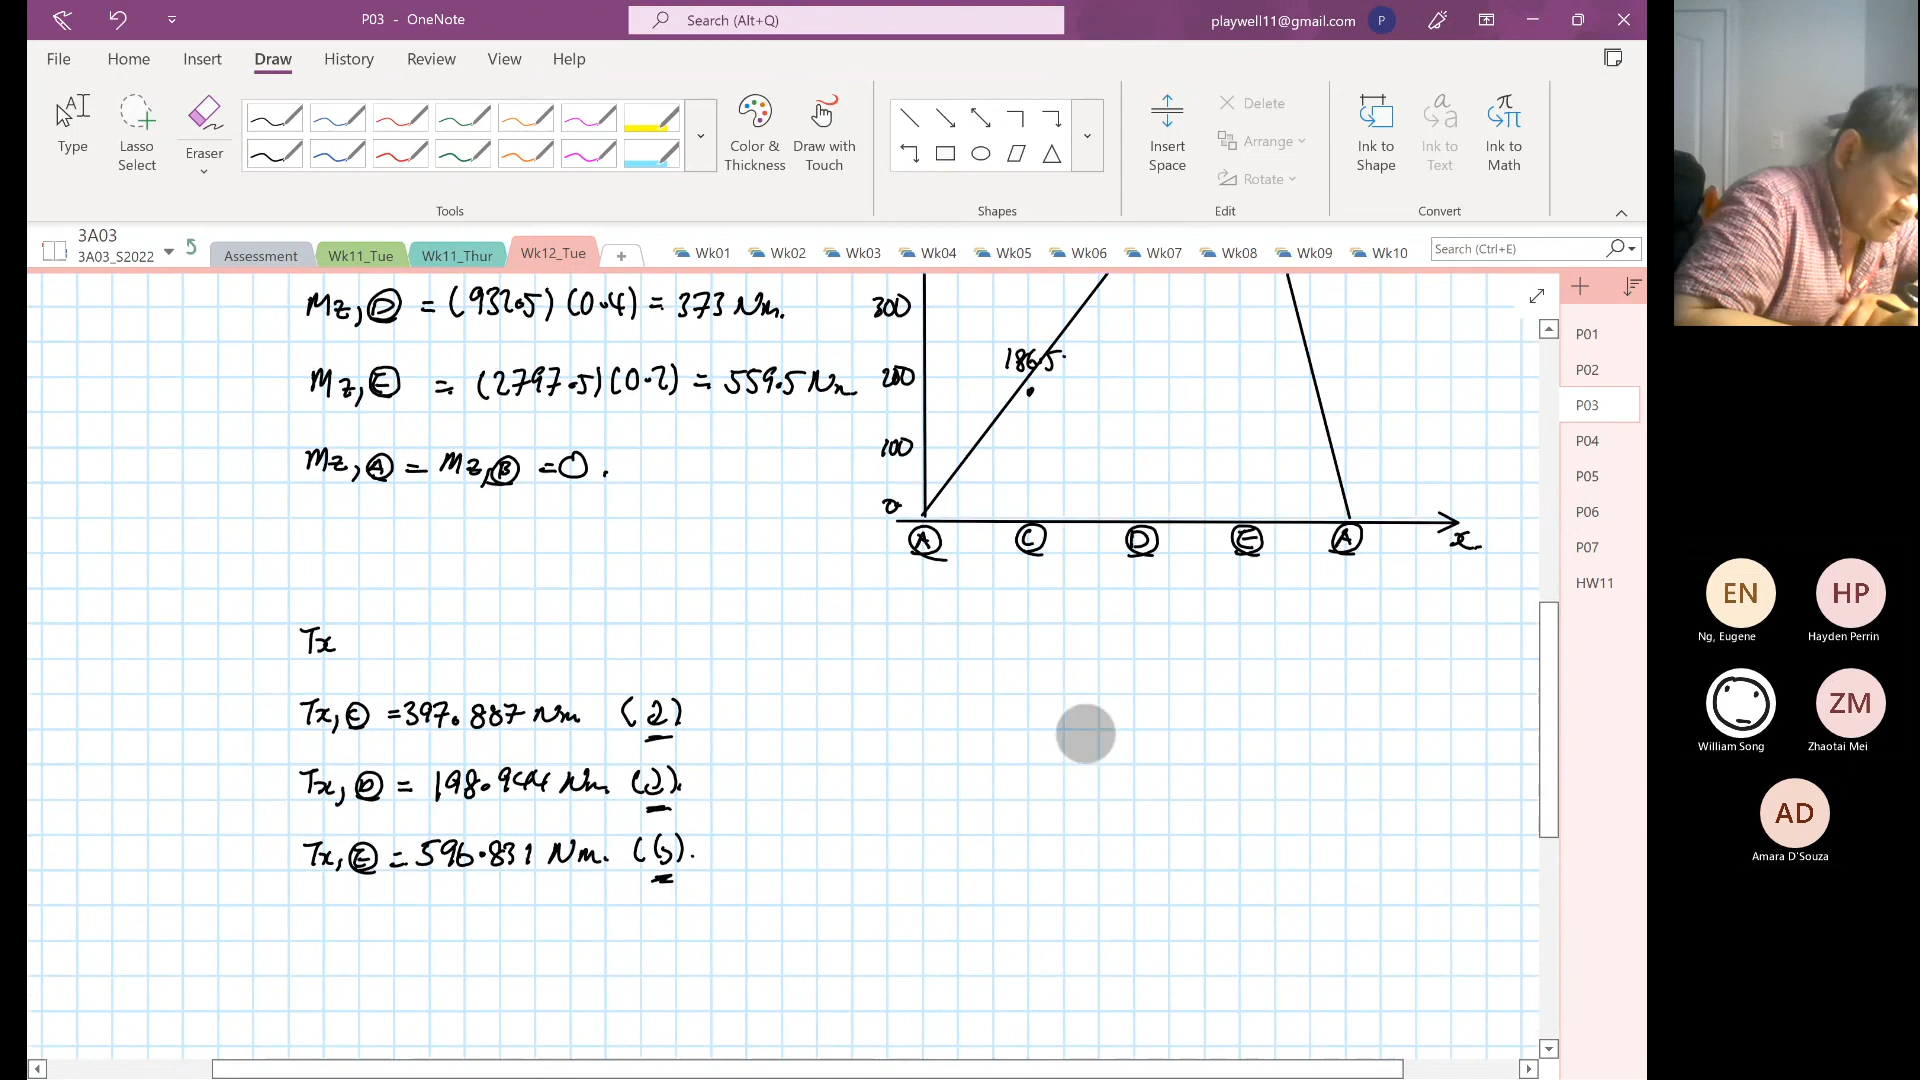 P03 - OneNote
Search (Alt+Q)
playwell11@gmail.com
P
File Home Insert Draw History Review View Help
Type
Lasso Select
Eraser
Color & Thickness
Draw with Touch
Insert Space
Delete
Arrange
Rotate
Ink to Shape
Ink to Text
Ink to Math
Tools
Shapes
Edit
Convert
3A03
3A03_S2022
Assessment Wk11_Tue Wk11_Thur Wk12_Tue
Wk01 Wk02 Wk03 Wk04 Wk05 Wk06 Wk07 Wk08 Wk09 Wk10
Search (Ctrl+E)
P01
P02
P03
P04
P05
P06
P07
HW11
Mz, D = (932.5) (0.4) = 373 Nm.
Mz, E = (2797.5) (0.2) = 559.5 Nm
Mz, A = Mz, B = 0.
300
200
100
0
186.5
A C D E A x
Tx
Tx, C = 397.887 Nm (2)
Tx, D = 198.944 Nm (2).
Tx, E = 596.831 Nm.
EN
Ng, Eugene
HP
Hayden Perrin
William Song
ZM
Zhaotai Mei
AD
Amara D'Souza